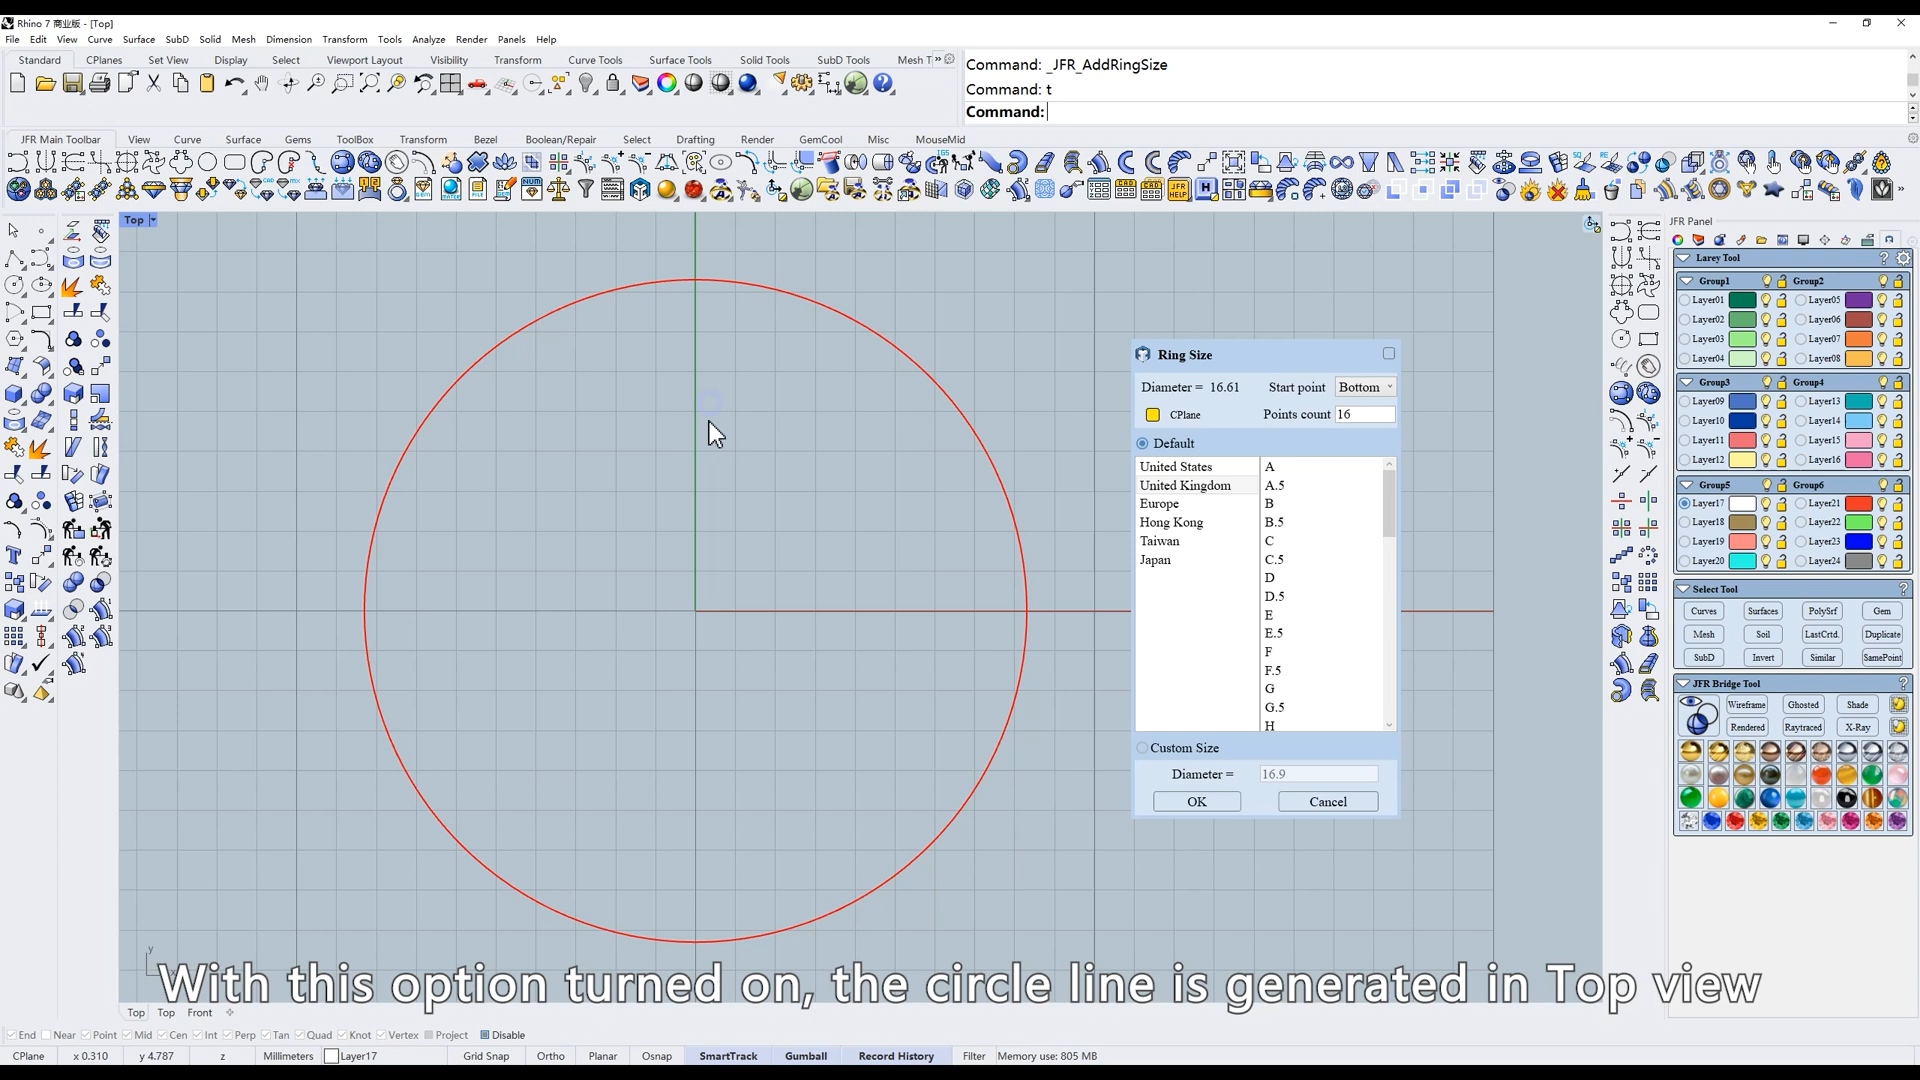 Rhino 7 商业版 - [Top]
File Edit View Curve Surface SubD Solid Mesh Dimension Transform Tools Analyze Render Panels Help
Standard CPlanes Set View Display Select Viewport Layout Visibility Transform Curve Tools Surface Tools Solid Tools SubD Tools Mesh T
Command: _JFR_AddRingSize
Command: t
Command:
JFR Main Toolbar View Curve Surface Gems ToolBox Transform Bezel Boolean/Repair Select Drafting Render GemCool Misc MouseMid
Top
JFR Panel
Larey Tool
Group1 Group2
Layer01 Layer05
Layer02 Layer06
Layer03 Layer07
Layer04 Layer08
Group3 Group4
Layer09 Layer13
Layer10 Layer14
Layer11 Layer15
Layer12 Layer16
Group5 Group6
Layer17 Layer21
Layer18 Layer22
Layer19 Layer23
Layer20 Layer24
Select Tool
Curves Surfaces PolySrf Gem
Mesh Soil LastCrtd. Duplicate
SubD Invert Similar SamePoint
JFR Bridge Tool
Wireframe Ghosted Shade
Rendered Raytraced X-Ray
Ring Size
Diameter = 16.61 Start point Bottom
CPlane Points count 16
Default
United States A
United Kingdom A.5
Europe B
Hong Kong B.5
Taiwan C
Japan C.5
D
D.5
E
E.5
F
F.5
G
G.5
H
Custom Size
Diameter = 16.9
OK Cancel
y
With this option turned on, the circle line is generated in Top view
Top Top Front
End Near Point Mid Cen Int Perp Tan Quad Knot Vertex Project Disable
CPlane x 0.310 y 4.787 z Millimeters Layer17 Grid Snap Ortho Planar Osnap SmartTrack Gumball Record History Filter Memory use: 805 MB